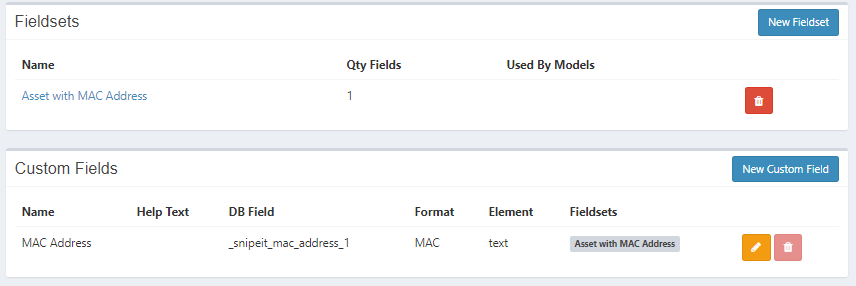 Fieldsets New Fieldset
Name Qty Fields Used By Models
Asset with MAC Address 1
Custom Fields New Custom Field
Name Help Text DB Field Format Element Fieldsets
MAC Address _snipeit_mac_address_1 MAC text Asset with MAC Address